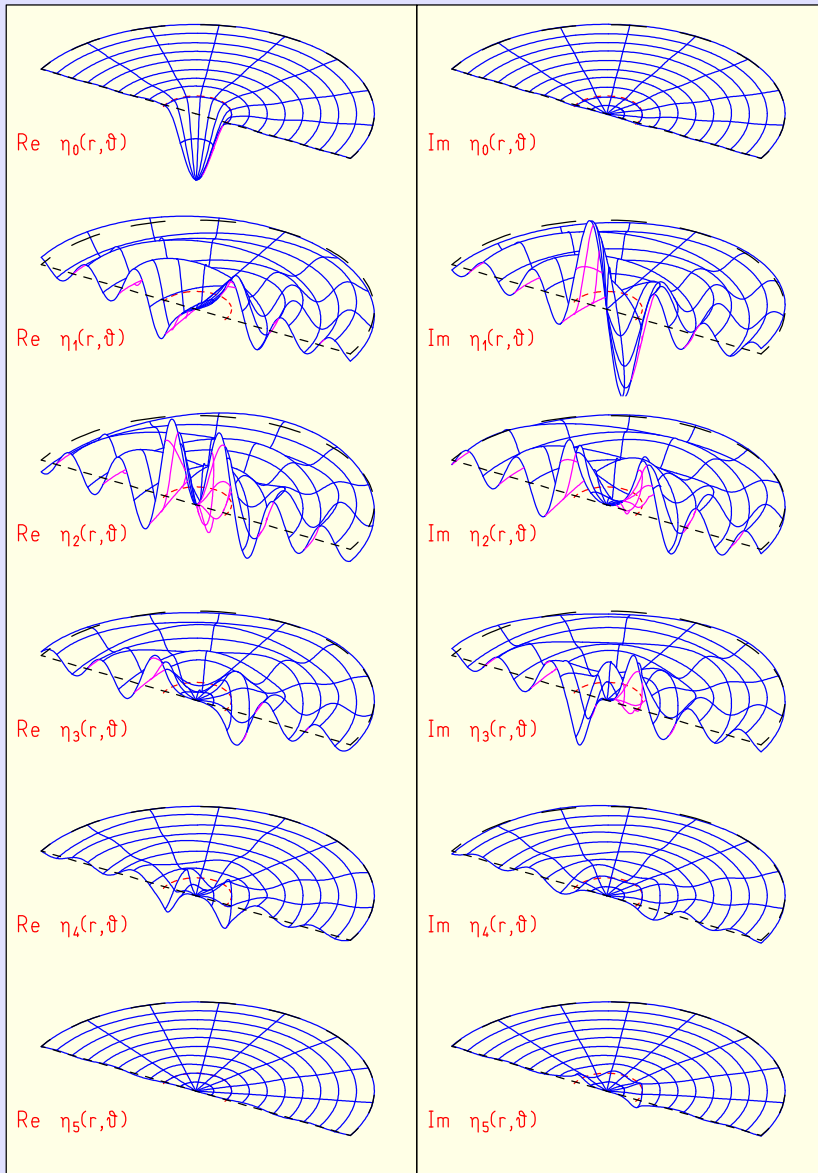 Re η₀(r,ϑ)
Im η₀(r,ϑ)
Re η₁(r,ϑ)
Im η₁(r,ϑ)
Re η₂(r,ϑ)
Im η₂(r,ϑ)
Re η₃(r,ϑ)
Im η₃(r,ϑ)
Re η₄(r,ϑ)
Im η₄(r,ϑ)
Re η₅(r,ϑ)
Im η₅(r,ϑ)